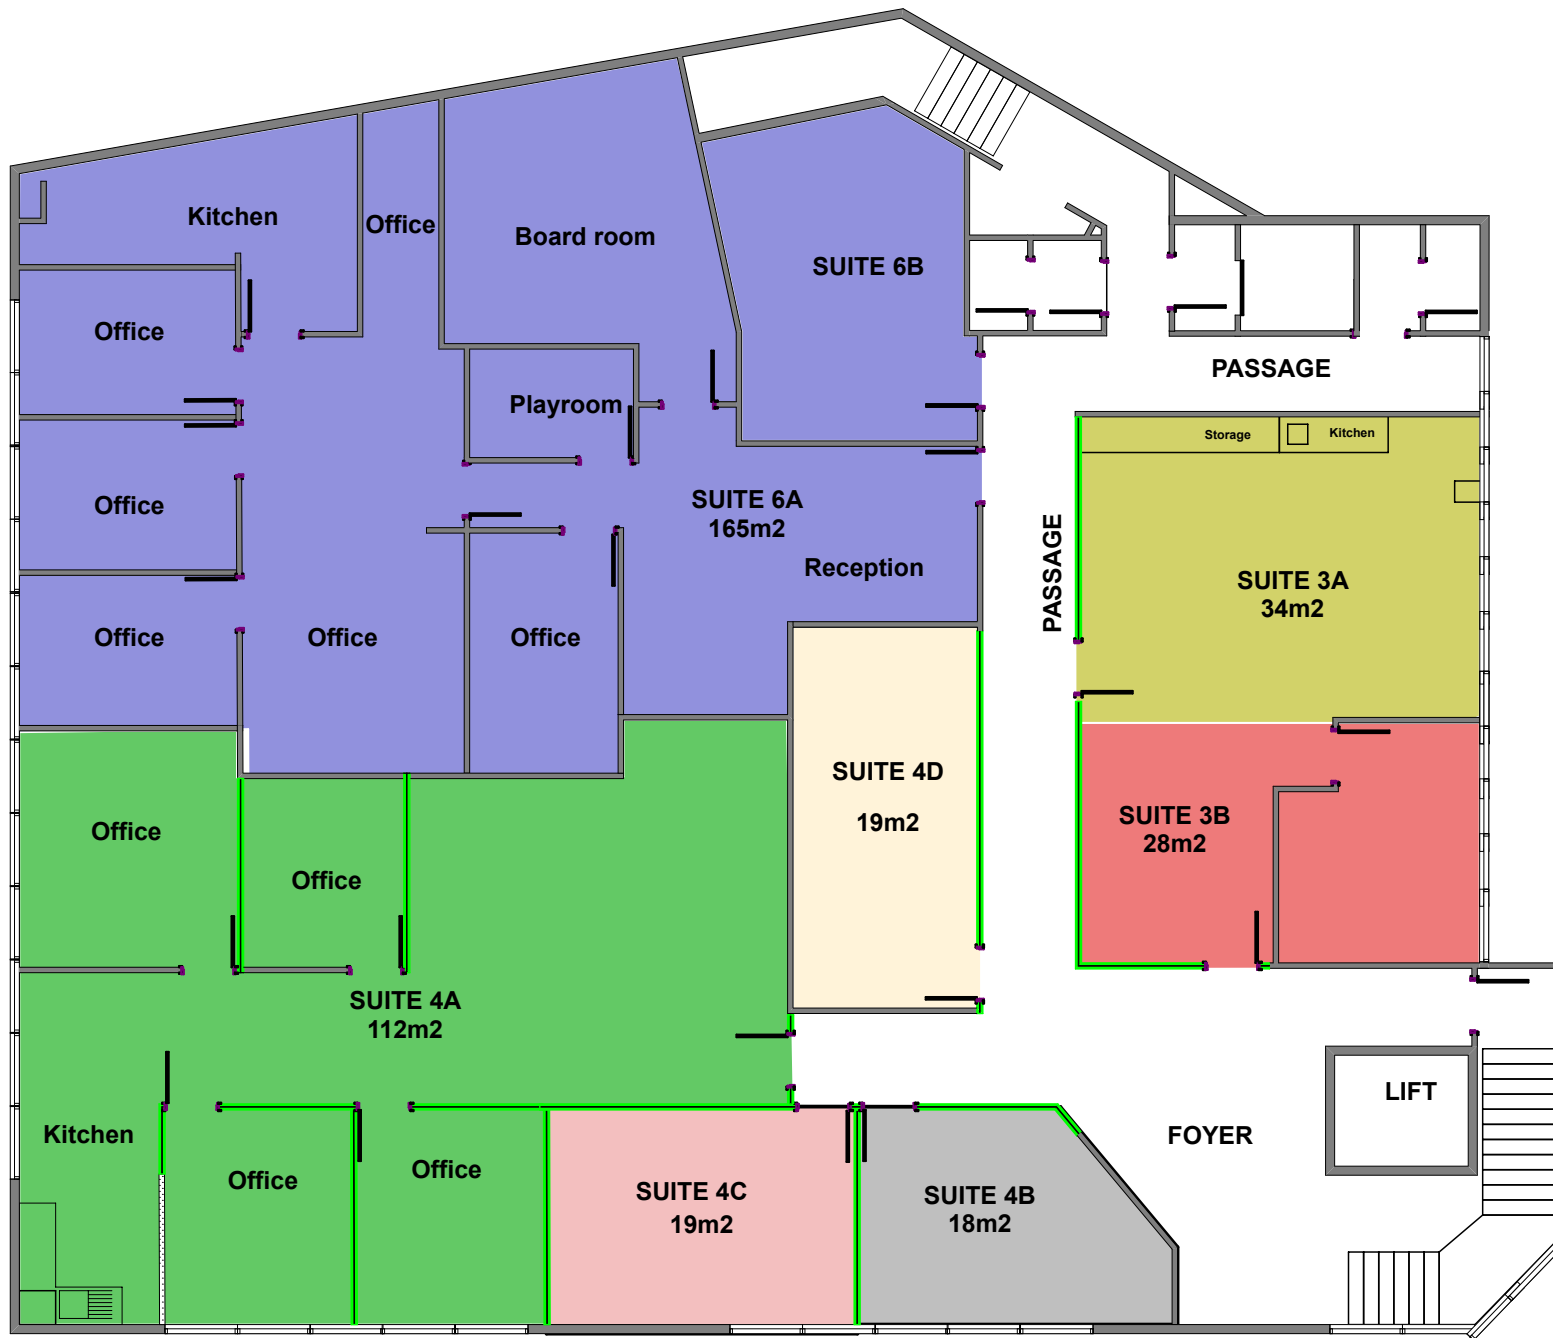 Kitchen
Office
Board room
SUITE 6B
Office
PASSAGE
Playroom
Storage
Kitchen
Office
SUITE 6A
165m2
PASSAGE
Reception
SUITE 3A
34m2
Office
Office
Office
SUITE 4D
19m2
SUITE 3B
28m2
Office
Office
SUITE 4A
112m2
LIFT
Kitchen
FOYER
Office
Office
SUITE 4C
19m2
SUITE 4B
18m2